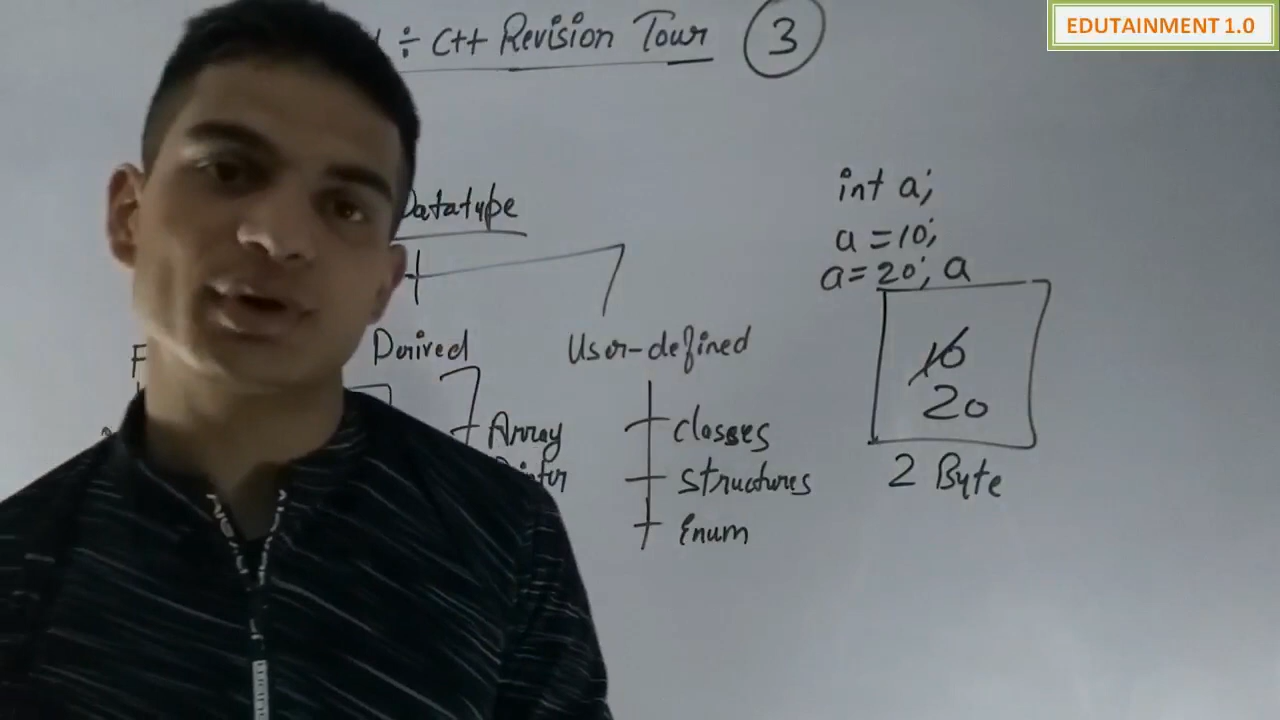 EDUTAINMENT 1.0
÷ C++ Revision Tour 3
Datatype
int a;
a = 10;
a = 20; a
Derived
User-defined
10
20
Array
classes
2 Byte
structures
Enum